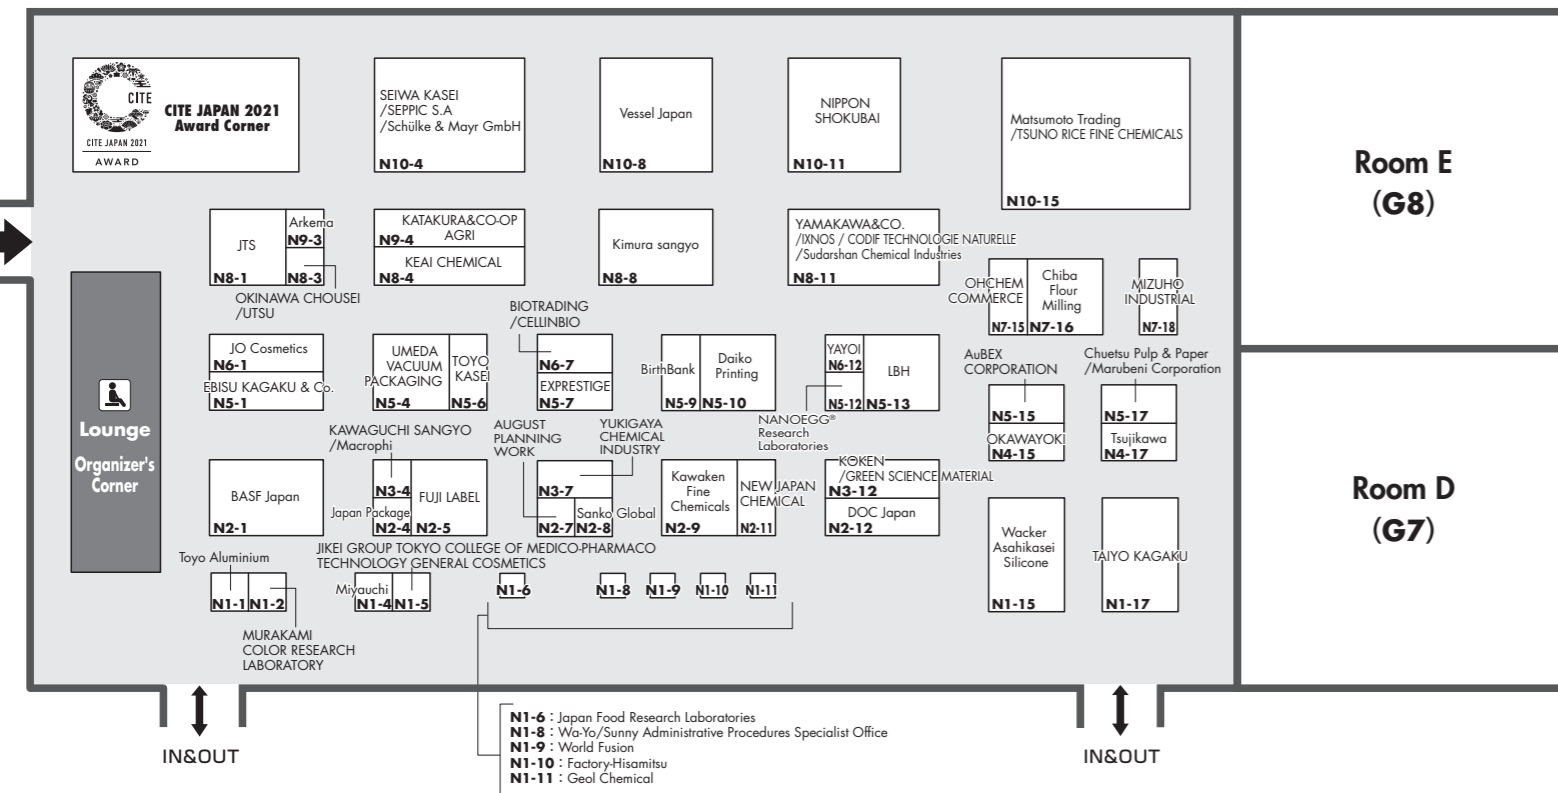 CITE
CITE JAPAN 2021
AWARD
CITE JAPAN 2021
Award Corner
SEIWA KASEI
/SEPPIC S.A
/Schülke & Mayr GmbH
N10-4
Vessel Japan
N10-8
NIPPON
SHOKUBAI
N10-11
Matsumoto Trading
/TSUNO RICE FINE CHEMICALS
N10-15
Room E
(G8)
JTS
N8-1
Arkema
N9-3
N8-3
OKINAWA CHOUSEI
/UTSU
KATAKURA&CO-OP
AGRI
N9-4
KEAI CHEMICAL
N8-4
Kimura sangyo
N8-8
YAMAKAWA&CO.
/IXNOS / CODIF TECHNOLOGIE NATURELLE
/Sudarshan Chemical Industries
N8-11
OHCHEM
COMMERCE
N7-15
Chiba
Flour
Milling
N7-16
MIZUHO
INDUSTRIAL
N7-18
Lounge
Organizer's
Corner
JO Cosmetics
N6-1
EBISU KAGAKU & Co.
N5-1
UMEDA
VACUUM
PACKAGING
N5-4
TOYO
KASEI
N5-6
BIOTRADING
/CELLINBIO
N6-7
EXPRESTIGE
N5-7
BirthBank
N5-9
Daiko
Printing
N5-10
YAYOI
N6-12
N5-12
LBH
N5-13
NANOEGG®
Research
Laboratories
AuBEX
CORPORATION
N5-15
OKAWAYOKI
N4-15
Chuetsu Pulp & Paper
/Marubeni Corporation
N5-17
Tsujikawa
N4-17
BASF Japan
N2-1
KAWAGUCHI SANGYO
/Macrophi
N3-4
Japan Package
N2-4
FUJI LABEL
N2-5
AUGUST
PLANNING
WORK
YUKIGAYA
CHEMICAL
INDUSTRY
N3-7
N2-7
Sanko Global
N2-8
Kawaken
Fine
Chemicals
N2-9
NEW JAPAN
CHEMICAL
N2-11
KOKEN
/GREEN SCIENCE MATERIAL
N3-12
DOC Japan
N2-12
Wacker
Asahikasei
Silicone
N1-15
TAIYO KAGAKU
N1-17
Room D
(G7)
Toyo Aluminium
N1-1
N1-2
MURAKAMI
COLOR RESEARCH
LABORATORY
JIKEI GROUP TOKYO COLLEGE OF MEDICO-PHARMACO
TECHNOLOGY GENERAL COSMETICS
Miyauchi
N1-4
N1-5
N1-6
N1-8
N1-9
N1-10
N1-11
IN&OUT
IN&OUT
N1-6 : Japan Food Research Laboratories
N1-8 : Wa-Yo/Sunny Administrative Procedures Specialist Office
N1-9 : World Fusion
N1-10 : Factory-Hisamitsu
N1-11 : Geol Chemical